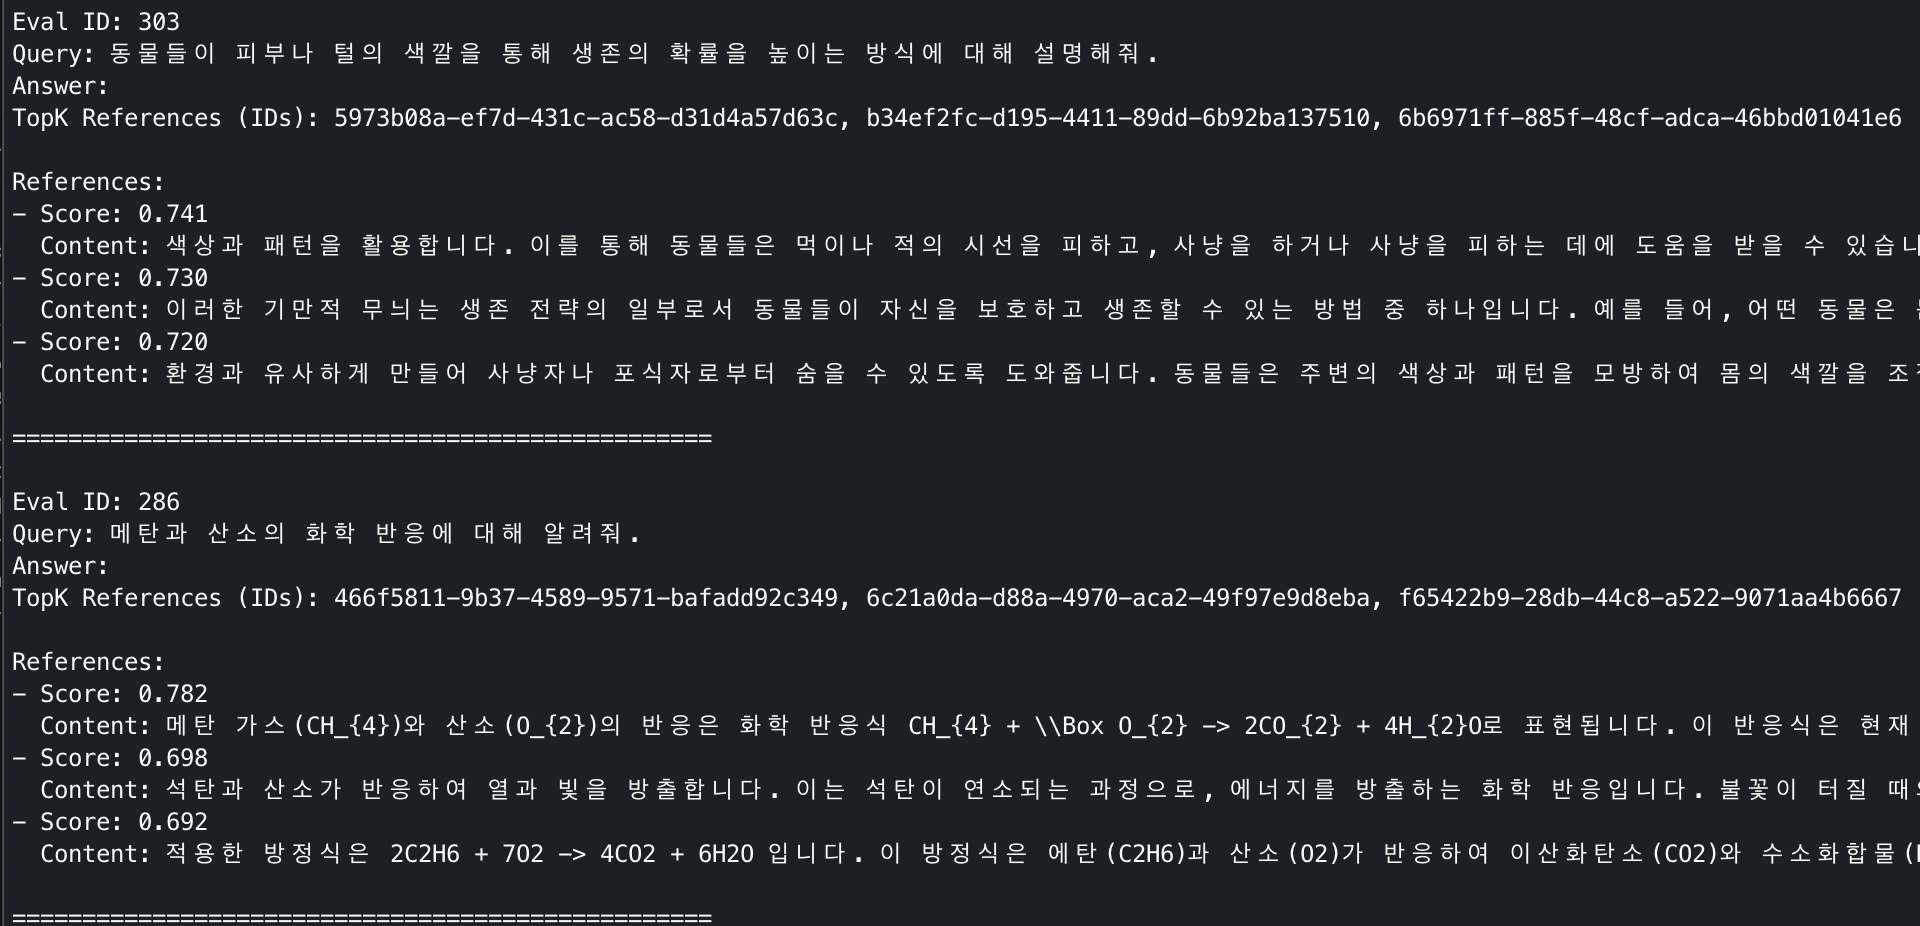 Eval ID: 303
Query: 동물들이 피부나 털의 색깔을 통해 생존의 확률을 높이는 방식에 대해 설명해줘.
Answer:
TopK References (IDs): 5973b08a-ef7d-431c-ac58-d31d4a57d63c, b34ef2fc-d195-4411-89dd-6b92ba137510, 6b6971ff-885f-48cf-adca-46bbd01041e6
References:
- Score: 0.741
Content: 색상과 패턴을 활용합니다. 이를 통해 동물들은 먹이나 적의 시선을 피하고, 사냥을 하거나 사냥을 피하는 데에 도움을 받을 수
- Score: 0.730
Content: 이러한 기만적 무늬는 생존 전략의 일부로서 동물들이 자신을 보호하고 생존할 수 있는 방법 중 하나입니다. 예를 들어, 어떤 동물은
- Score: 0.720
Content: 환경과 유사하게 만들어 사냥자나 포식자로부터 숨을 수 있도록 도와줍니다. 동물들은 주변의 색상과 패턴을 모방하여 몸의 색깔을
==================================================
Eval ID: 286
Query: 메탄과 산소의 화학 반응에 대해 알려줘.
Answer:
TopK References (IDs): 466f5811-9b37-4589-9571-bafadd92c349, 6c21a0da-d88a-4970-aca2-49f97e9d8eba, f65422b9-28db-44c8-a522-9071aa4b6667
References:
- Score: 0.782
Content: 메탄 가스(CH_{4})와 산소(O_{2})의 반응은 화학 반응식 CH_{4} + \\Box O_{2} -> 2CO_{2} + 4H_{2}O로 표현됩니다. 이 반응식은 현재
- Score: 0.698
Content: 석탄과 산소가 반응하여 열과 빛을 방출합니다. 이는 석탄이 연소되는 과정으로, 에너지를 방출하는 화학 반응입니다. 불꽃이 터질
- Score: 0.692
Content: 적용한 방정식은 2C2H6 + 7O2 -> 4CO2 + 6H2O 입니다. 이 방정식은 에탄(C2H6)과 산소(O2)가 반응하여 이산화탄소(CO2)와 수소화합물(
==================================================